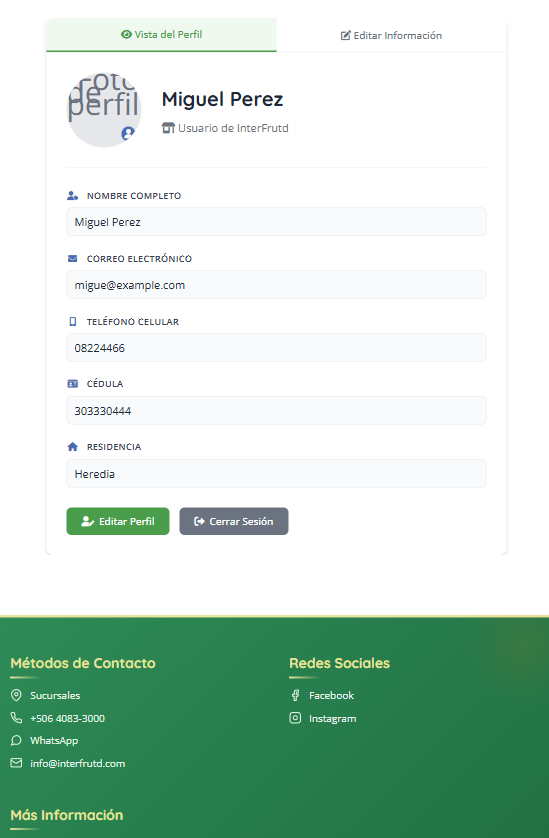 Vista del Perfil
Editar Información
Foto
de
perfil
Miguel Perez
Usuario de InterFrutd
NOMBRE COMPLETO
Miguel Perez
CORREO ELECTRÓNICO
migue@example.com
TELÉFONO CELULAR
08224466
CÉDULA
303330444
RESIDENCIA
Heredia
Editar Perfil
Cerrar Sesión
Métodos de Contacto
Sucursales
+506 4083-3000
WhatsApp
info@interfrutd.com
Redes Sociales
Facebook
Instagram
Más Información